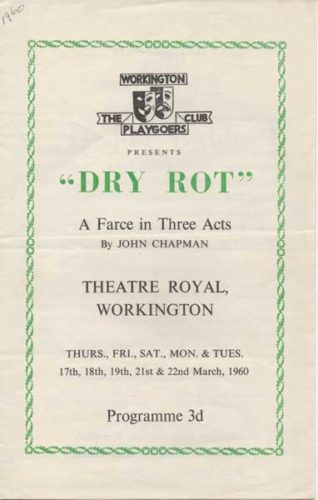 1960
WORKINGTON
THE CLUB
PLAYGOERS
PRESENTS
"DRY ROT"
A Farce in Three Acts
By JOHN CHAPMAN
THEATRE ROYAL,
WORKINGTON
THURS., FRI., SAT., MON. & TUES.
17th, 18th, 19th, 21st & 22nd March, 1960
Programme 3d